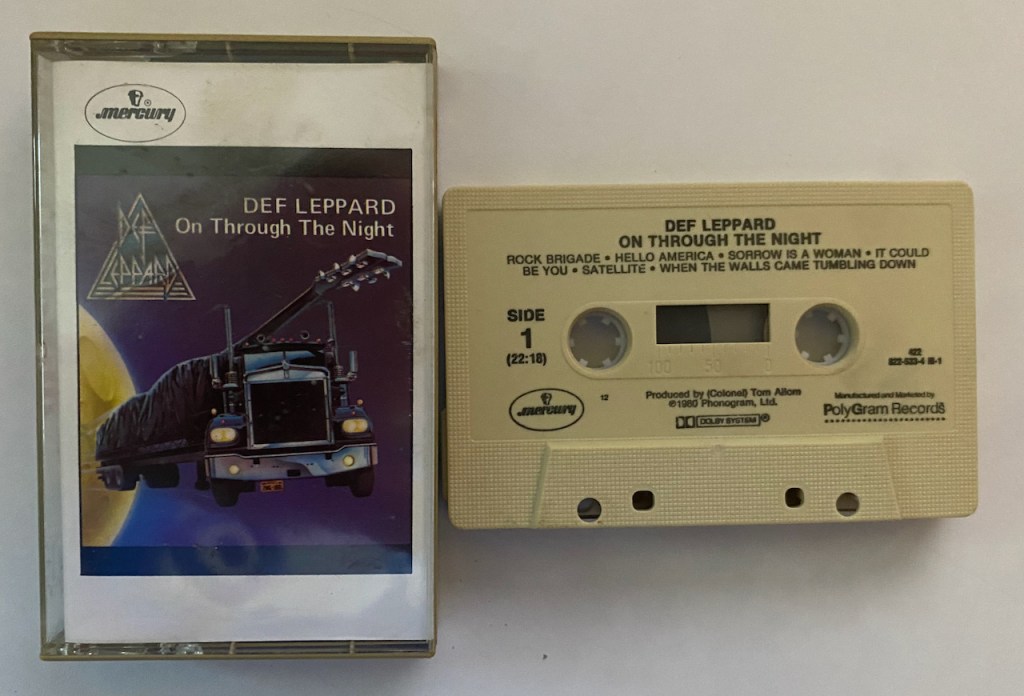 mercury
DEF LEPPARD
On Through The Night
DEF
LEPPARD
DEF LEPPARD
ON THROUGH THE NIGHT
ROCK BRIGADE • HELLO AMERICA • SORROW IS A WOMAN • IT COULD
BE YOU • SATELLITE • WHEN THE WALLS CAME TUMBLING DOWN
SIDE
1
(22:18)
100 50 0
422
mercury
12
Produced by (Colonel) Tom Allom
©1980 Phonogram, Ltd.
DOLBY SYSTEM®
Manufactured and Marketed by
PolyGram Records